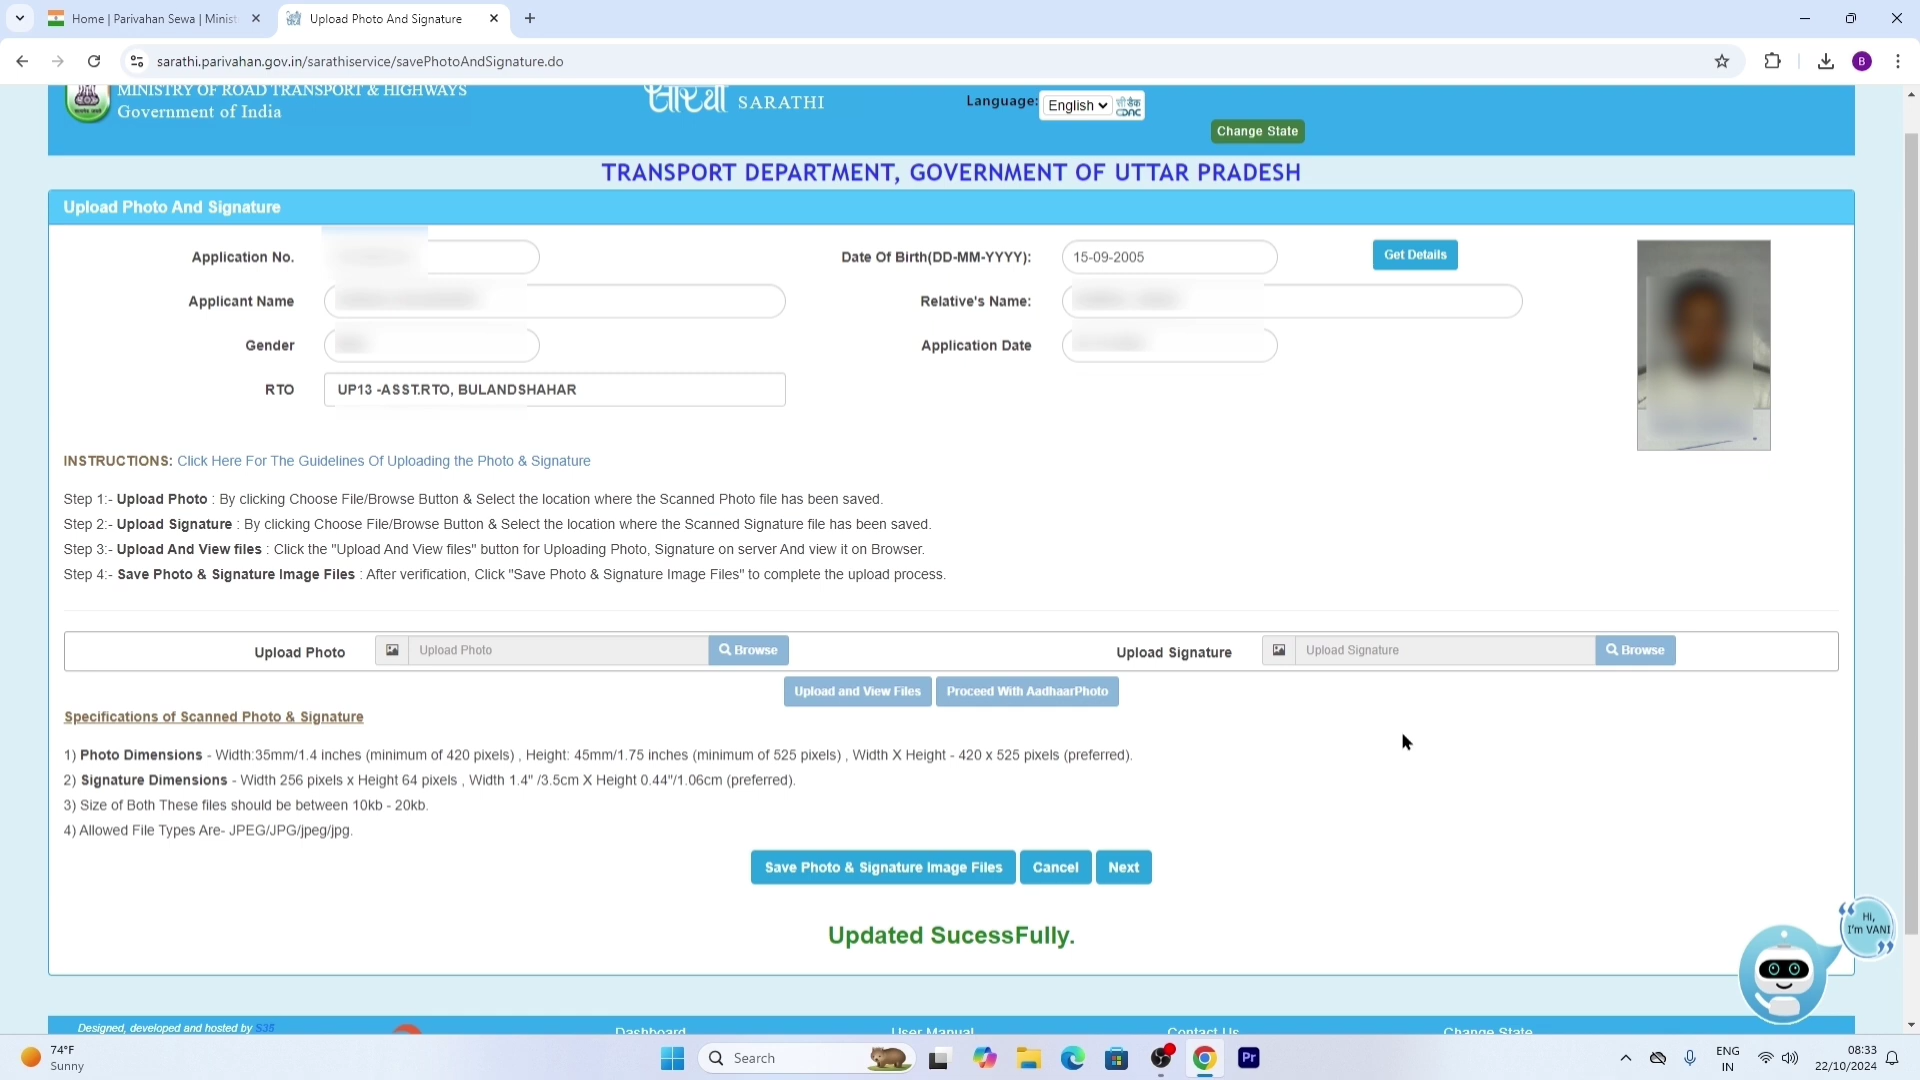 Home | Parivahan Sewa | Minist
Upload Photo And Signature
sarathi.parivahan.gov.in/sarathiservice/savePhotoAndSignature.do
B
MINISTRY OF ROAD TRANSPORT & HIGHWAYS
Government of India
SARATHI
Language: English
सी डैक
CDAC
Change State
TRANSPORT DEPARTMENT, GOVERNMENT OF UTTAR PRADESH
Upload Photo And Signature
Application No.
Date Of Birth(DD-MM-YYYY): 15-09-2005 Get Details
Applicant Name
Relative's Name:
Gender
Application Date
RTO UP13 -ASST.RTO, BULANDSHAHAR
INSTRUCTIONS: Click Here For The Guidelines Of Uploading the Photo & Signature
Step 1:- Upload Photo : By clicking Choose File/Browse Button & Select the location where the Scanned Photo file has been saved.
Step 2:- Upload Signature : By clicking Choose File/Browse Button & Select the location where the Scanned Signature file has been saved.
Step 3:- Upload And View files : Click the "Upload And View files" button for Uploading Photo, Signature on server And view it on Browser.
Step 4:- Save Photo & Signature Image Files : After verification, Click "Save Photo & Signature Image Files" to complete the upload process.
Upload Photo Upload Photo Browse Upload Signature Upload Signature Browse
Upload and View Files Proceed With AadhaarPhoto
Specifications of Scanned Photo & Signature
1) Photo Dimensions - Width:35mm/1.4 inches (minimum of 420 pixels) , Height: 45mm/1.75 inches (minimum of 525 pixels) , Width X Height - 420 x 525 pixels (preferred).
2) Signature Dimensions - Width 256 pixels x Height 64 pixels , Width 1.4" /3.5cm X Height 0.44"/1.06cm (preferred).
3) Size of Both These files should be between 10kb - 20kb.
4) Allowed File Types Are- JPEG/JPG/jpeg/jpg.
Save Photo & Signature Image Files Cancel Next
Updated SucessFully.
Hi,
I'm VANI
Designed, developed and hosted by S35
Dashboard User Manual Contact Us Change State
74°F
Sunny
Search
Pr
ENG
IN
08:33
22/10/2024